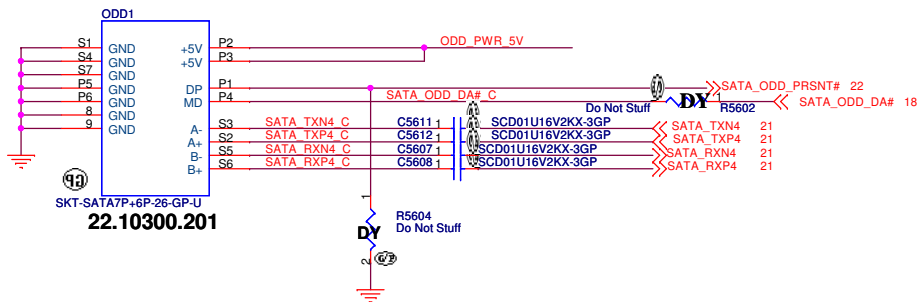 ODD1
S1 GND +5V P2 ODD_PWR_5V
S4 GND +5V P3
S7 GND
P5 GND DP P1 SATA_ODD_PRSNT# 22
P6 GND MD P4 SATA_ODD_DA#_C Do Not Stuff DY 1 R5602 SATA_ODD_DA# 18
8 GND
9 GND A- S3 SATA_TXN4_C C5611 1 SCD01U16V2KX-3GP SATA_TXN4 21
A+ S2 SATA_TXP4_C C5612 1 SCD01U16V2KX-3GP SATA_TXP4 21
B- S5 SATA_RXN4_C C5607 1 SCD01U16V2KX-3GP SATA_RXN4 21
B+ S6 SATA_RXP4_C C5608 1 SCD01U16V2KX-3GP SATA_RXP4 21
GP
SKT-SATA7P+6P-26-GP-U
22.10300.201
1
R5604
Do Not Stuff
DY
2